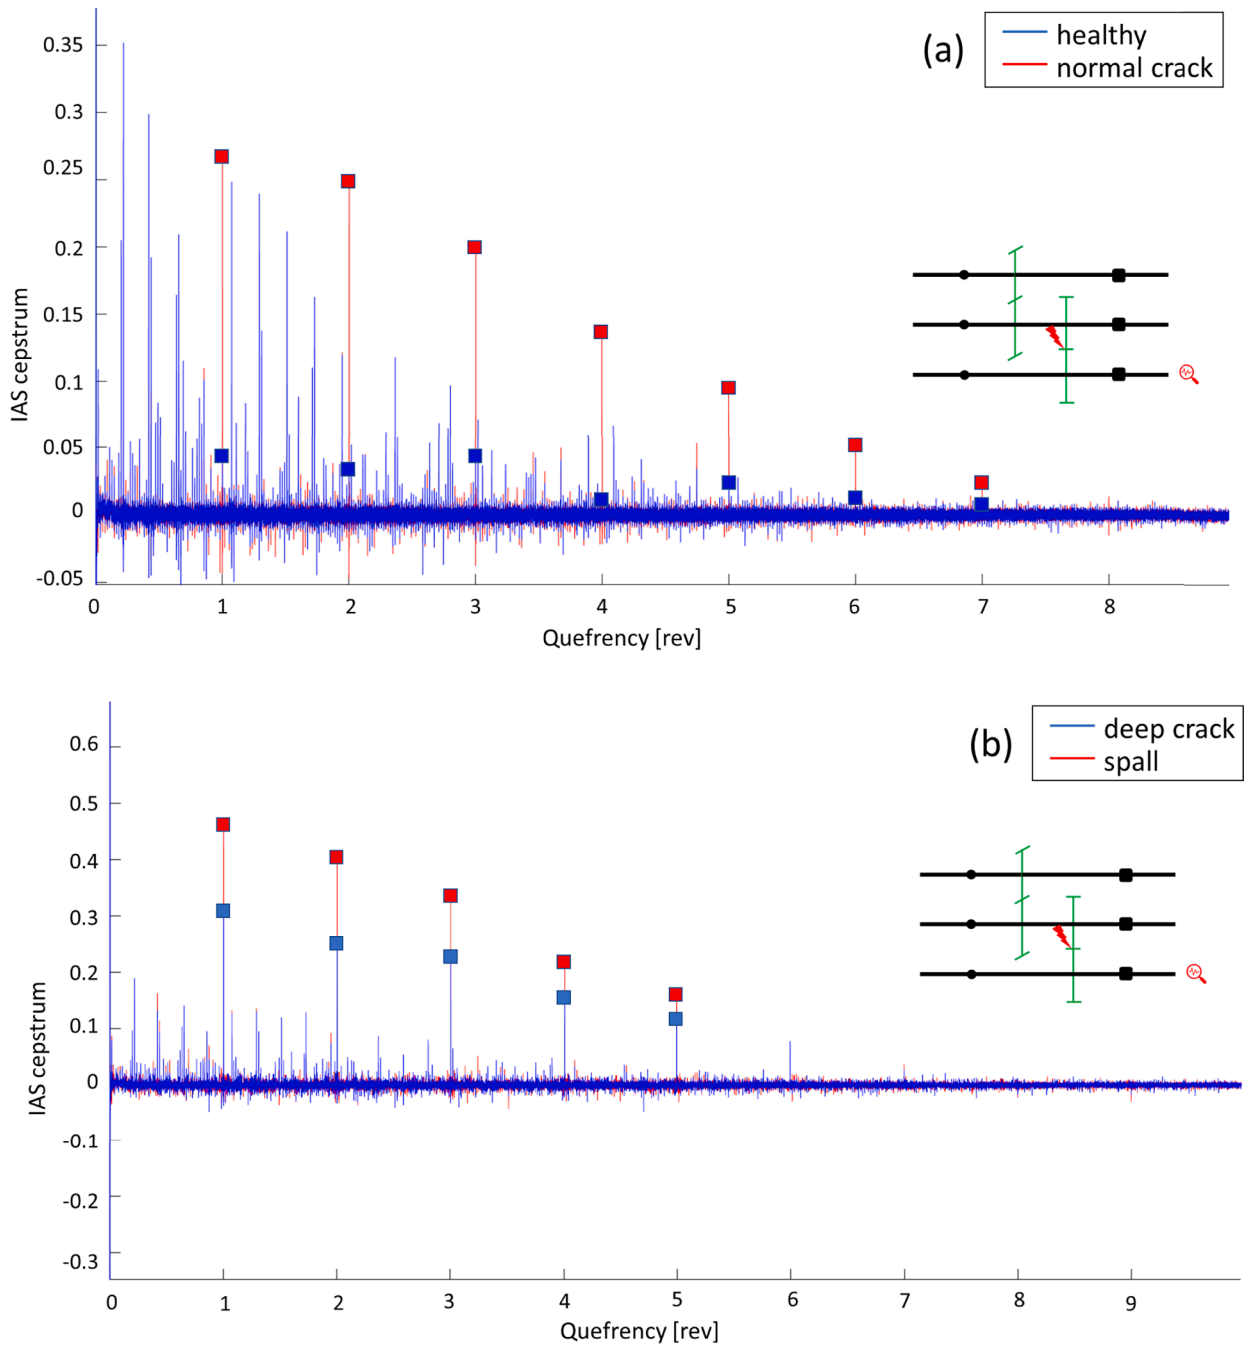 (a)
healthy
normal crack
0.35
0.3
0.25
0.2
0.15
0.1
0.05
0
-0.05
IAS cepstrum
0 1 2 3 4 5 6 7 8
Quefrency [rev]
(b)
deep crack
spall
0.6
0.5
0.4
0.3
0.2
0.1
0
-0.1
-0.2
-0.3
IAS cepstrum
0 1 2 3 4 5 6 7 8 9
Quefrency [rev]